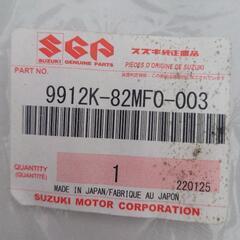 SGP
SUZUKI GENUINE PARTS
スズキ純正部品
PIECES D'ORIGINE DE SUZUKI
PART NO.
9912K-82MF0-003
QUANTITY
(QUANTITÉ)
1
220125
MADE IN JAPAN/FABRIQUE AU JAPON
SUZUKI MOTOR CORPORATION